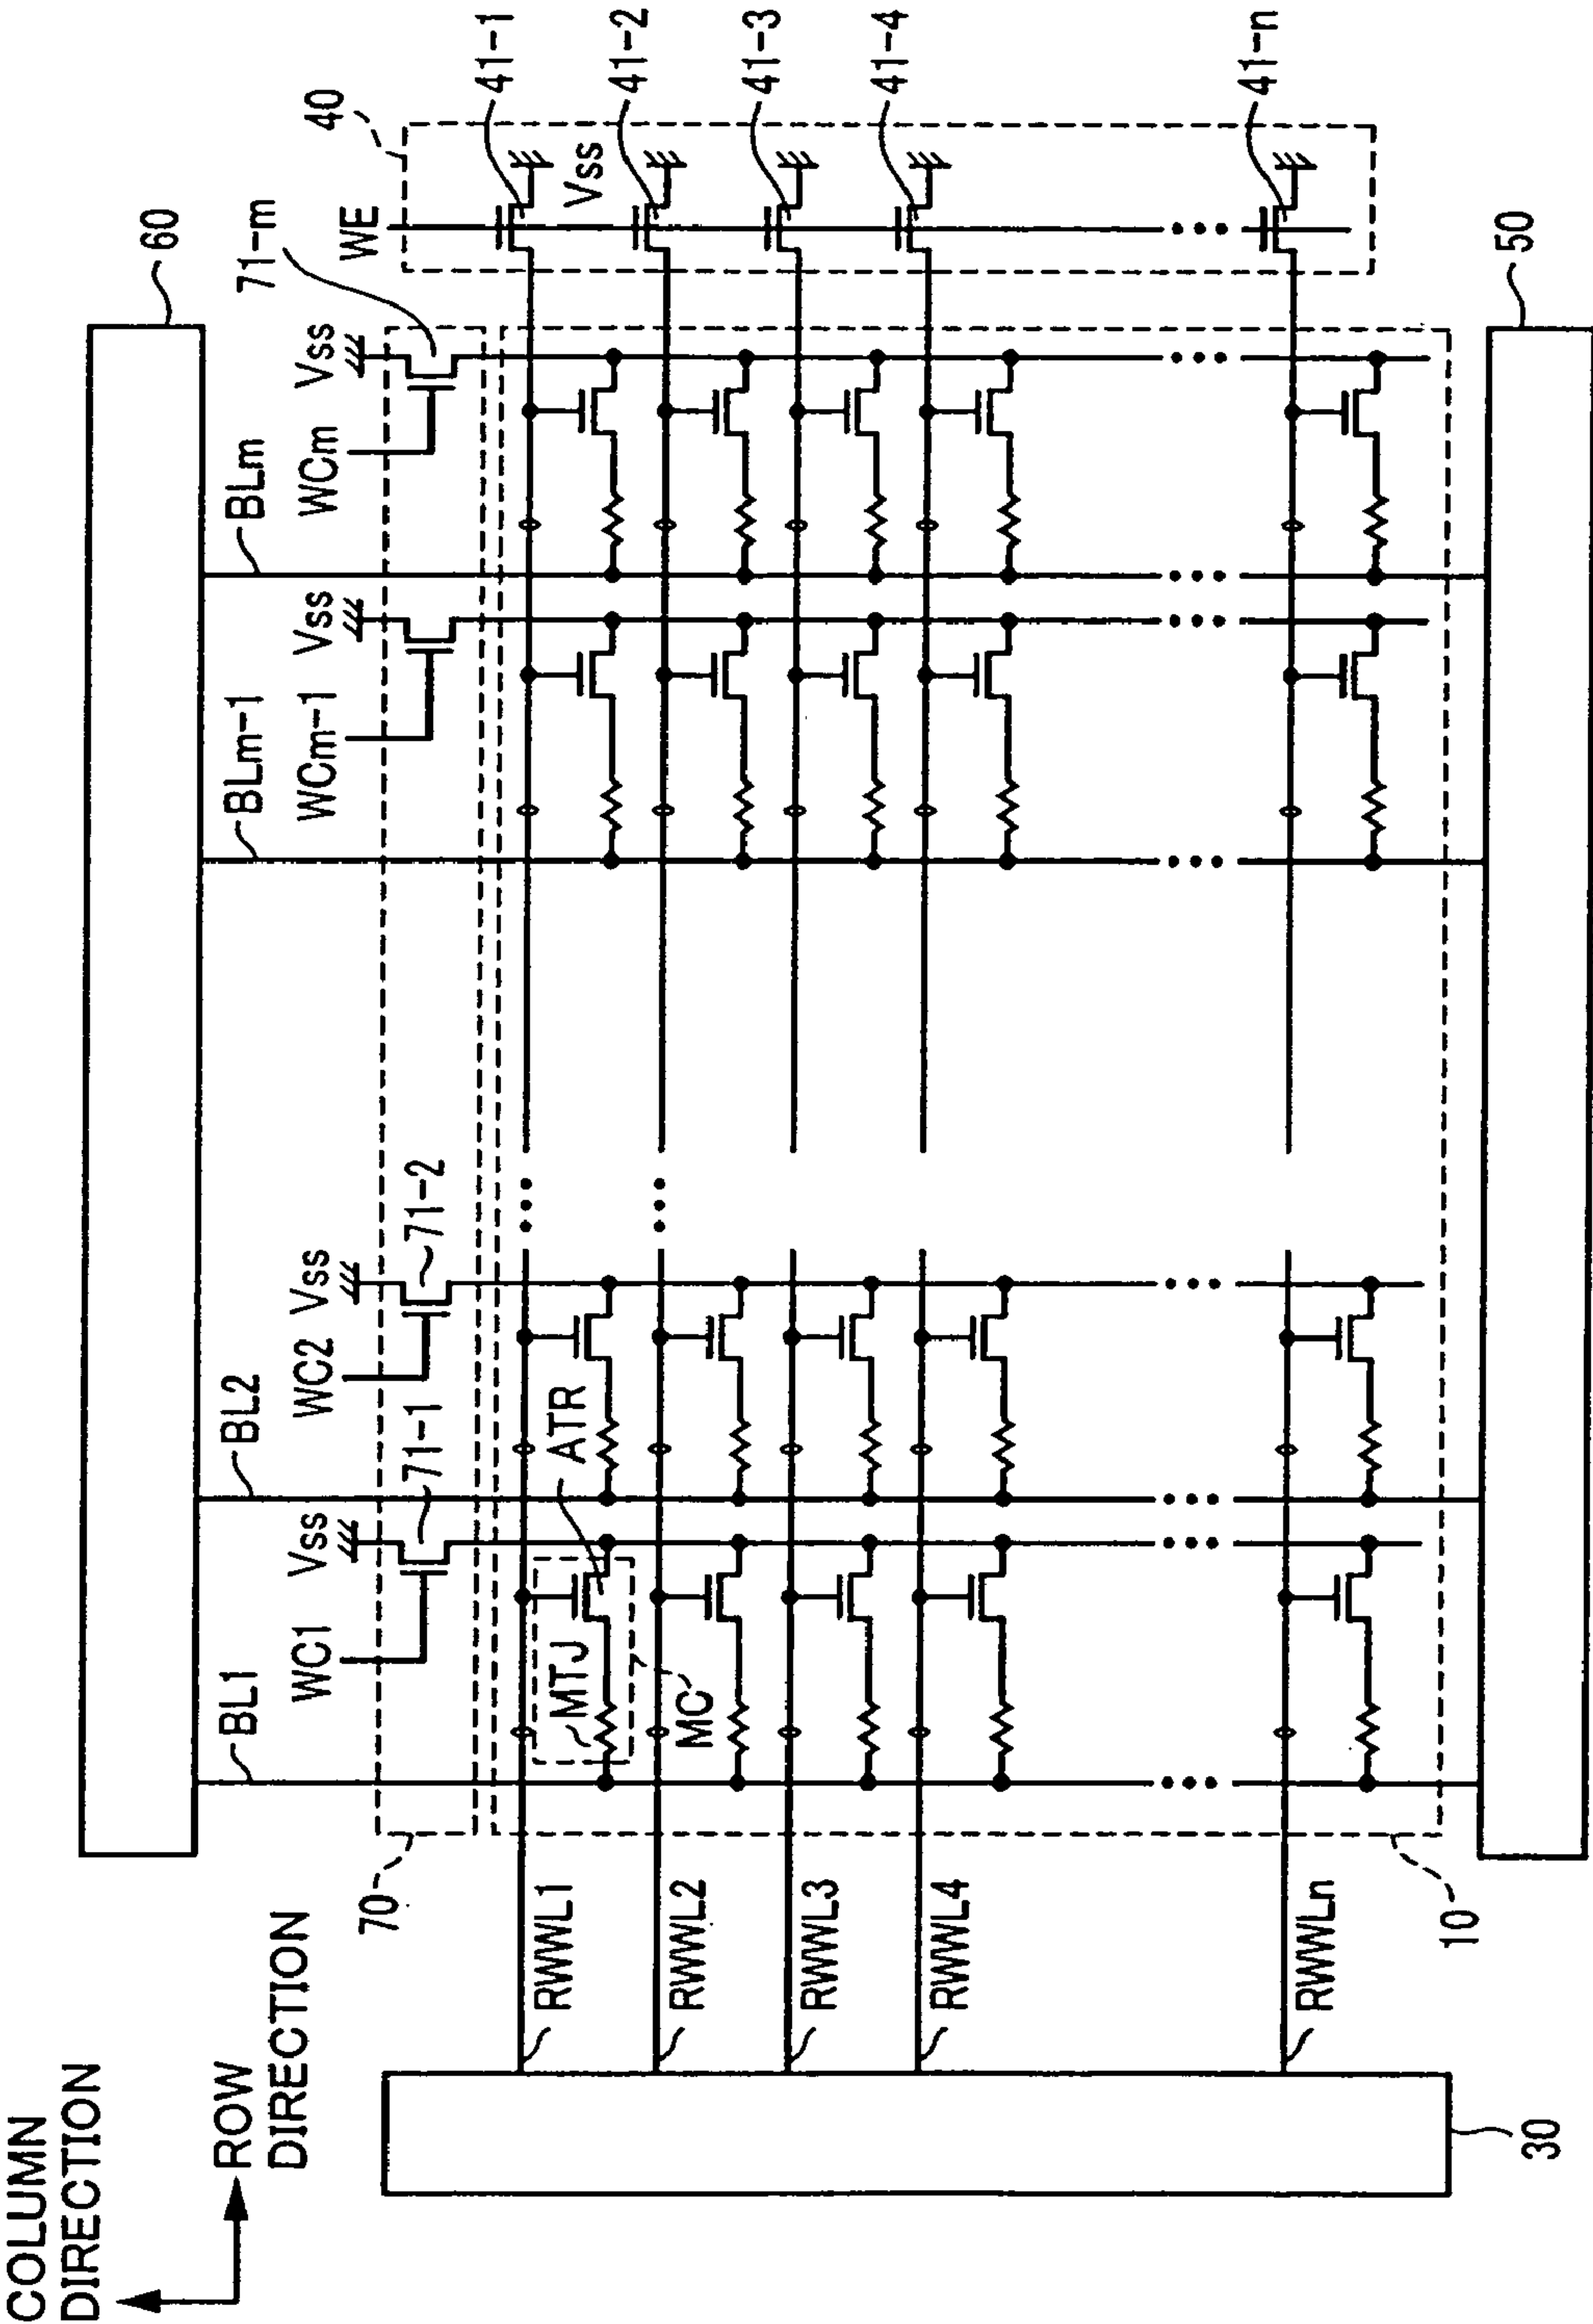 COLUMN
DIRECTION
ROW
DIRECTION
60
BL1
BL2
BLm-1
BLm
WC1
Vss
WC2
Vss
WCm-1
Vss
WCm
Vss
71-1
71-2
71-m
70
WE
40
Vss
41-1
41-2
41-3
41-4
41-n
MTJ
ATR
MC
RWWL1
RWWL2
RWWL3
RWWL4
RWWLn
10
30
50